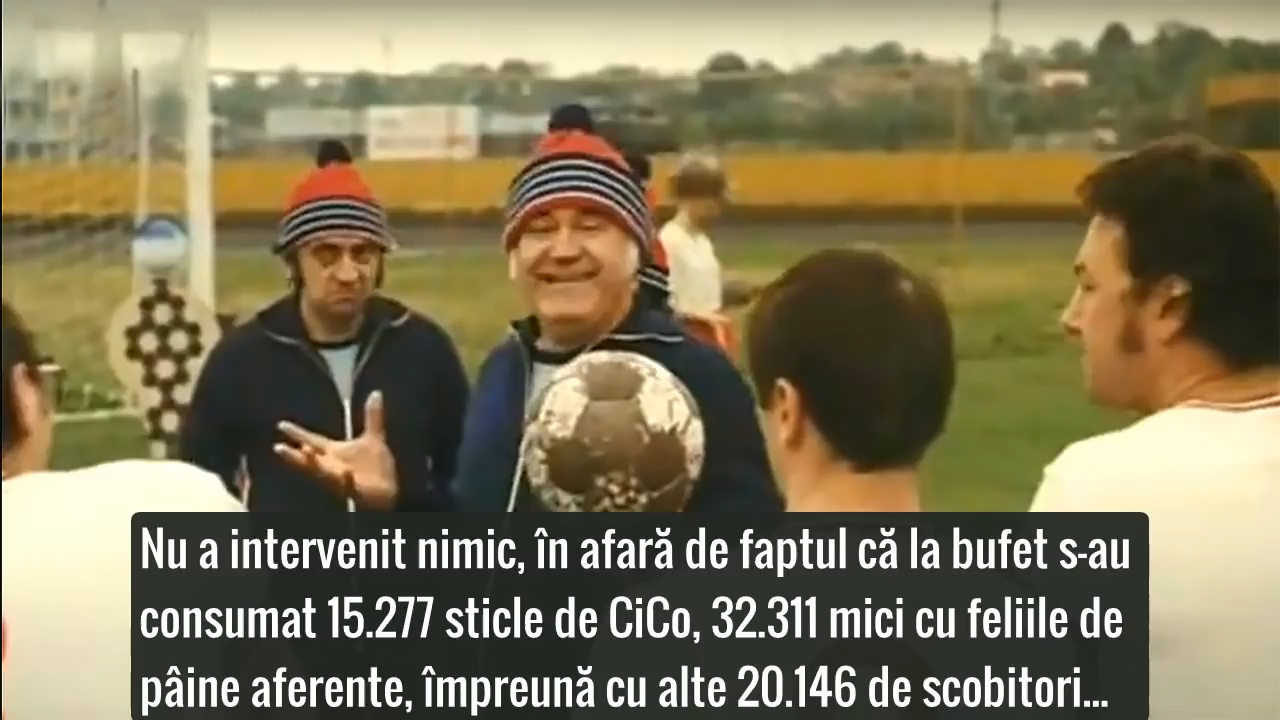 Nu a intervenit nimic, în afară de faptul că la bufet s-au
consumat 15.277 sticle de CiCo, 32.311 mici cu feliile de
pâine aferente, împreună cu alte 20.146 de scobitori...